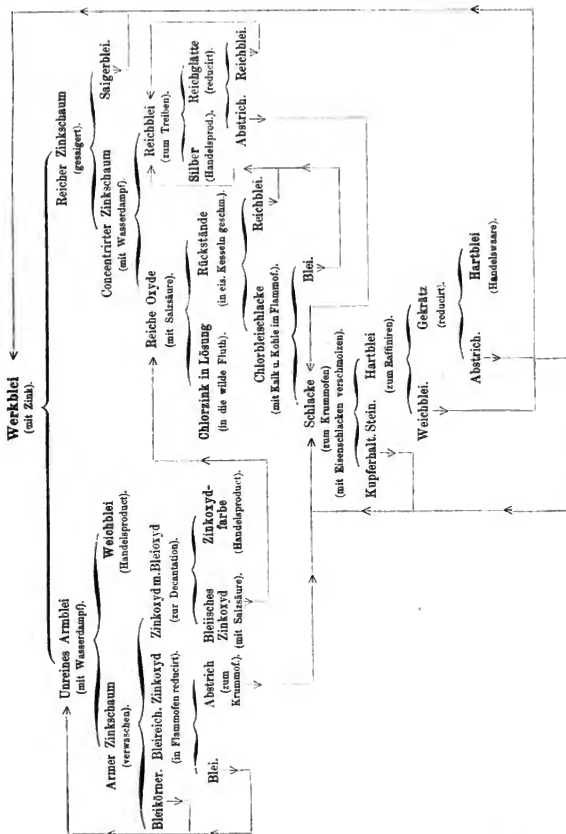 Werkblei
(mit Zink).
Unreines Armblei
(mit Wasserdampf).
Reicher Zinkschaum
(gesaigert).
Armer Zinkschaum
(verwaschen).
Weichblei
(Handelsproduct).
Concentrirter Zinkschaum
(mit Wasserdampf).
Saigerblei.
Bleikörner. Bleireich. Zinkoxyd Zinkoxyd m. Bleioxyd
(in Flammofen reducirt). (zur Decantation).
Blei.
Abstrich
(zum
Krummof.).
Bleiisches
Zinkoxyd
(mit Salzsäure).
Zinkoxyd-
farbe
(Handelsproduct).
Reiche Oxyde
(mit Salzsäure).
Reichblei
(zum Treiben).
Chlorzink in Lösung
(in die wilde Fluth).
Rückstände
(in eis. Kesseln geschm.).
Silber
(Handelsprod.).
Reichglätte
(reducirt).
Chlorbleischlacke
(mit Kalk u. Kohle im Flammof.).
Reichblei.
Abstrich.
Reichblei.
Schlacke
(zum Krummofen)
(mit Eisenschlacken verschmolzen).
Blei.
Kupferhalt. Stein.
Hartblei
(zum Raffiniren).
Weichblei.
Gekrätz
(reducirt).
Abstrich.
Hartblei
(Handelswaare).